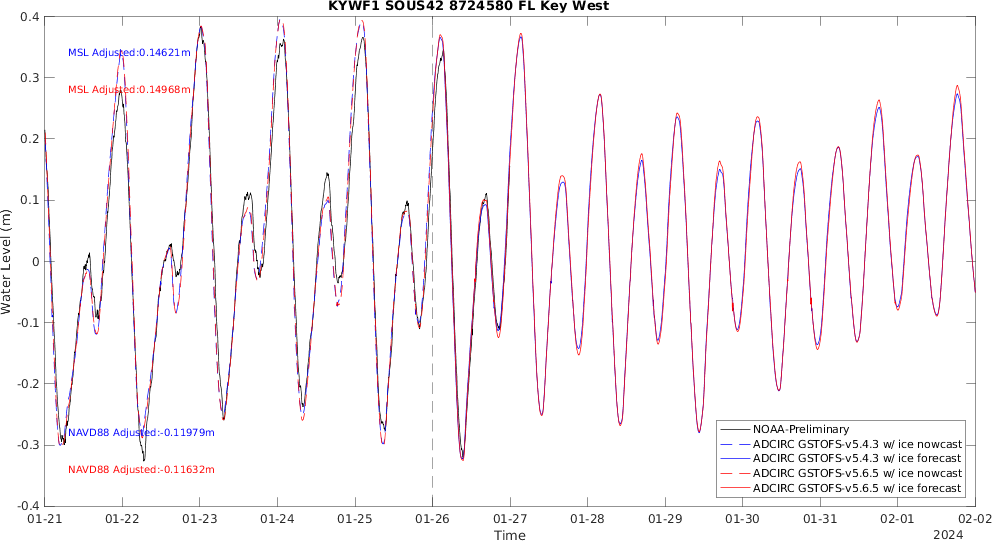 KYWF1 SOUS42 8724580 FL Key West
MSL Adjusted:0.14621m
MSL Adjusted:0.14968m
NAVD88 Adjusted:-0.11979m
NAVD88 Adjusted:-0.11632m
Water Level (m)
0.4
0.3
0.2
0.1
0
-0.1
-0.2
-0.3
-0.4
NOAA-Preliminary
ADCIRC GSTOFS-v5.4.3 w/ ice nowcast
ADCIRC GSTOFS-v5.4.3 w/ ice forecast
ADCIRC GSTOFS-v5.6.5 w/ ice nowcast
ADCIRC GSTOFS-v5.6.5 w/ ice forecast
01-21 01-22 01-23 01-24 01-25 01-26 01-27 01-28 01-29 01-30 01-31 02-01 02-02
Time
2024